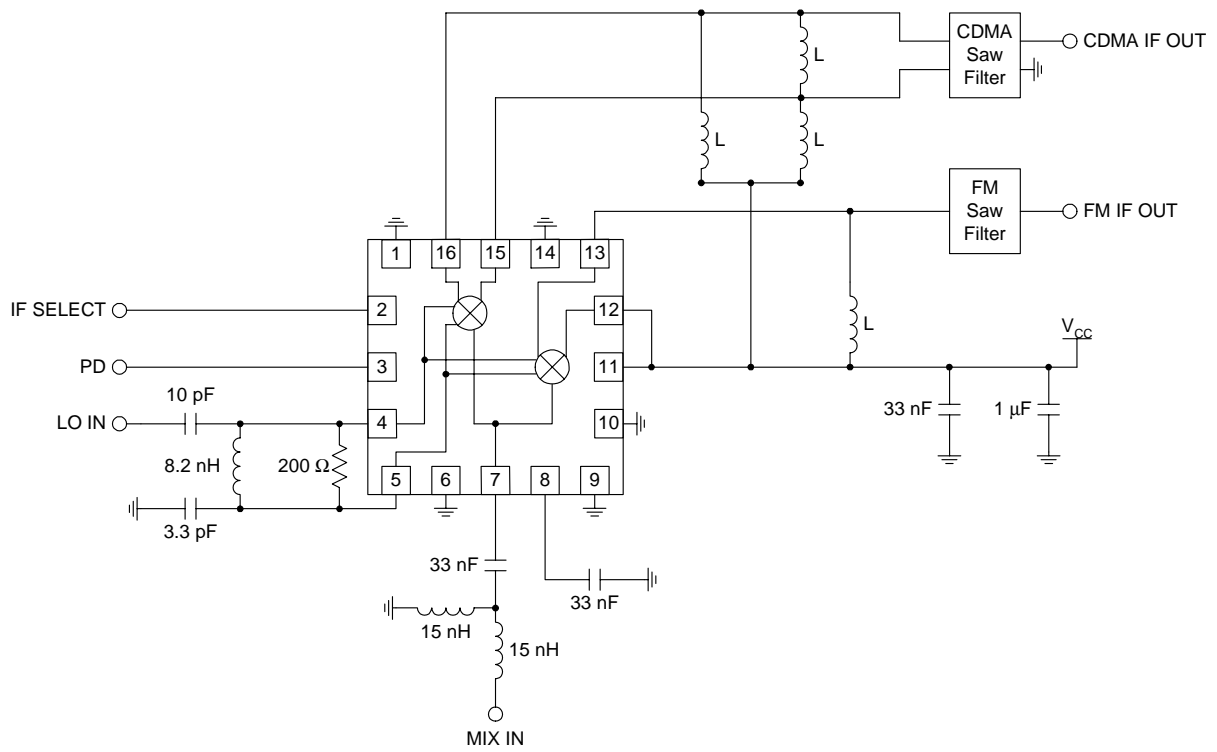 CDMA
Saw
Filter
CDMA IF OUT
L
L
L
FM
Saw
Filter
FM IF OUT
1
16
15
14
13
IF SELECT
2
12
L
VCC
PD
3
11
10 pF
LO IN
4
10
33 nF
1 µF
8.2 nH
200 Ω
5
6
7
8
9
3.3 pF
33 nF
33 nF
15 nH
15 nH
MIX IN